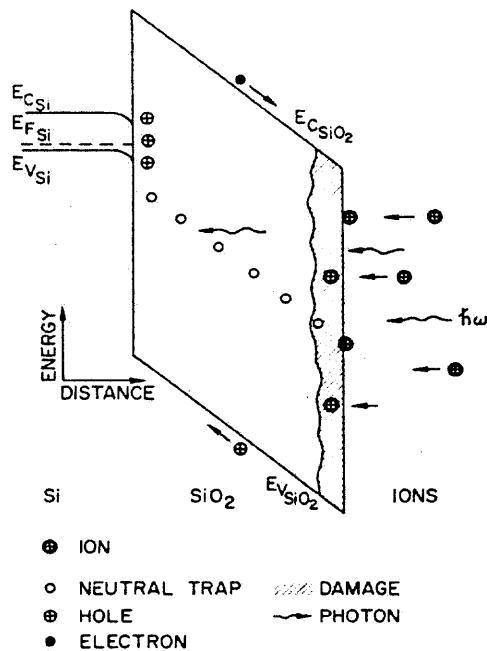 E_CSi
E_FSi
E_VSi
E_CSiO2
ħω
ENERGY
DISTANCE
E_VSiO2
Si SiO2 IONS
ION
NEUTRAL TRAP DAMAGE
HOLE PHOTON
ELECTRON